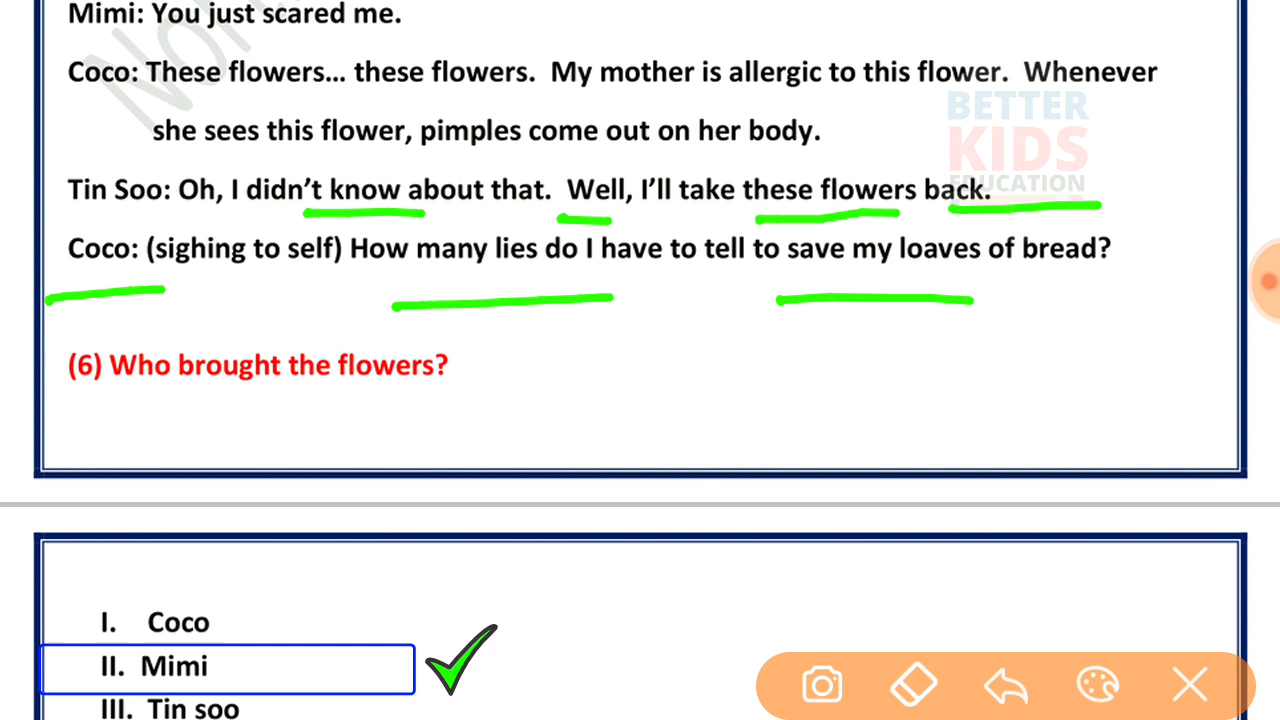 Mimi: You just scared me.
Coco: These flowers... these flowers. My mother is allergic to this flower. Whenever
she sees this flower, pimples come out on her body.
BETTER
KIDS
EDUCATION
Tin Soo: Oh, I didn't know about that. Well, I'll take these flowers back.
Coco: (sighing to self) How many lies do I have to tell to save my loaves of bread?
(6) Who brought the flowers?
I. Coco
II. Mimi
III. Tin soo